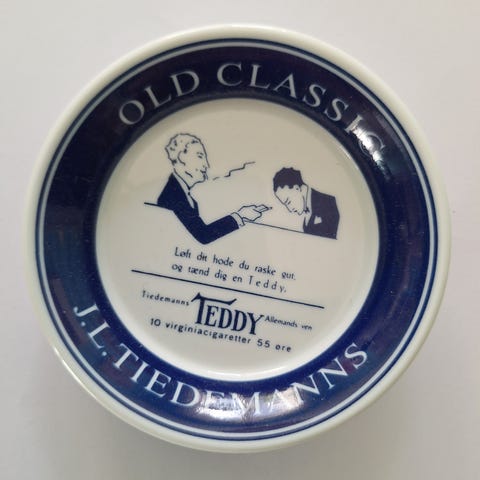 OLD CLASSIC
Løft dit hode du raske gut.
og tænd dig en Teddy.
Tiedemanns TEDDY Allemands ven
10 virginiacigaretter 55 øre
J.L. TIEDEMANNS